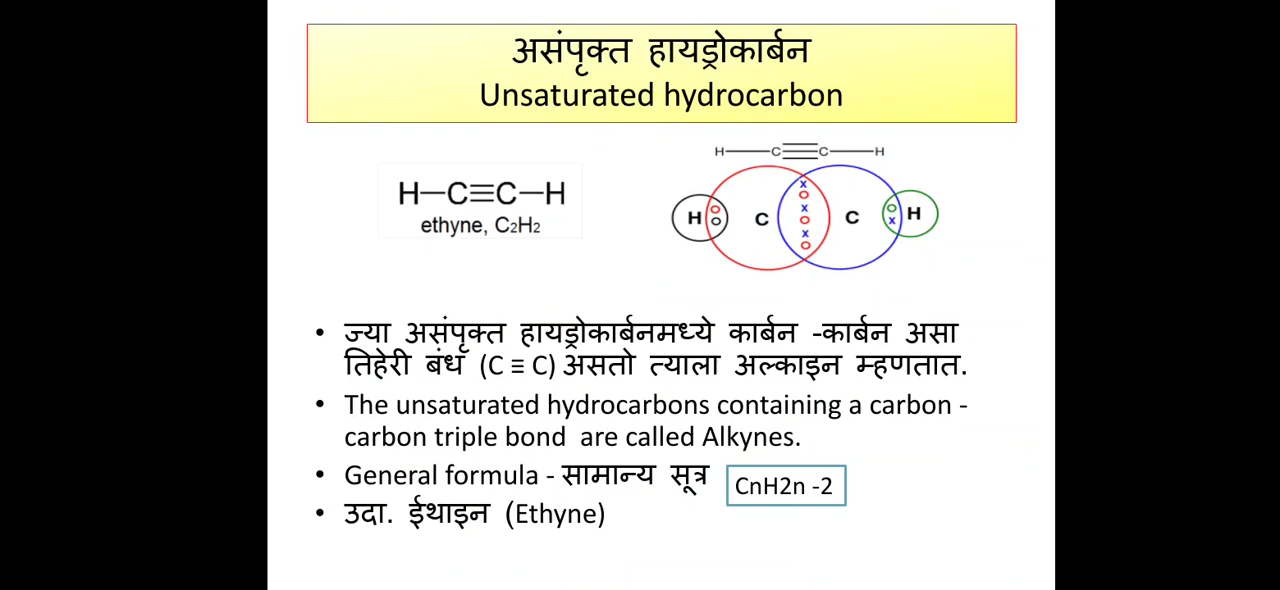 असंपृक्त हायड्रोकार्बन
Unsaturated hydrocarbon
H—C≡C—H
ethyne, C2H2
H—C≡C—H
H C C H
x
o
x
o
x
o
o
o
o
x
• ज्या असंपृक्त हायड्रोकार्बनमध्ये कार्बन -कार्बन असा
तिहेरी बंध (C ≡ C) असतो त्याला अल्काइन म्हणतात.
• The unsaturated hydrocarbons containing a carbon -
carbon triple bond are called Alkynes.
• General formula - सामान्य सूत्र CnH2n -2
• उदा. ईथाइन (Ethyne)